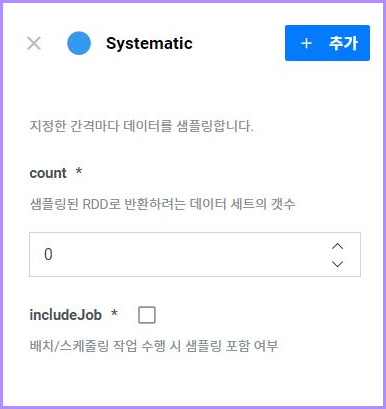 Systematic
+ 추가
지정한 간격마다 데이터를 샘플링합니다.
count *
샘플링된 RDD로 반환하려는 데이터 세트의 갯수
0
includeJob *
배치/스케줄링 작업 수행 시 샘플링 포함 여부